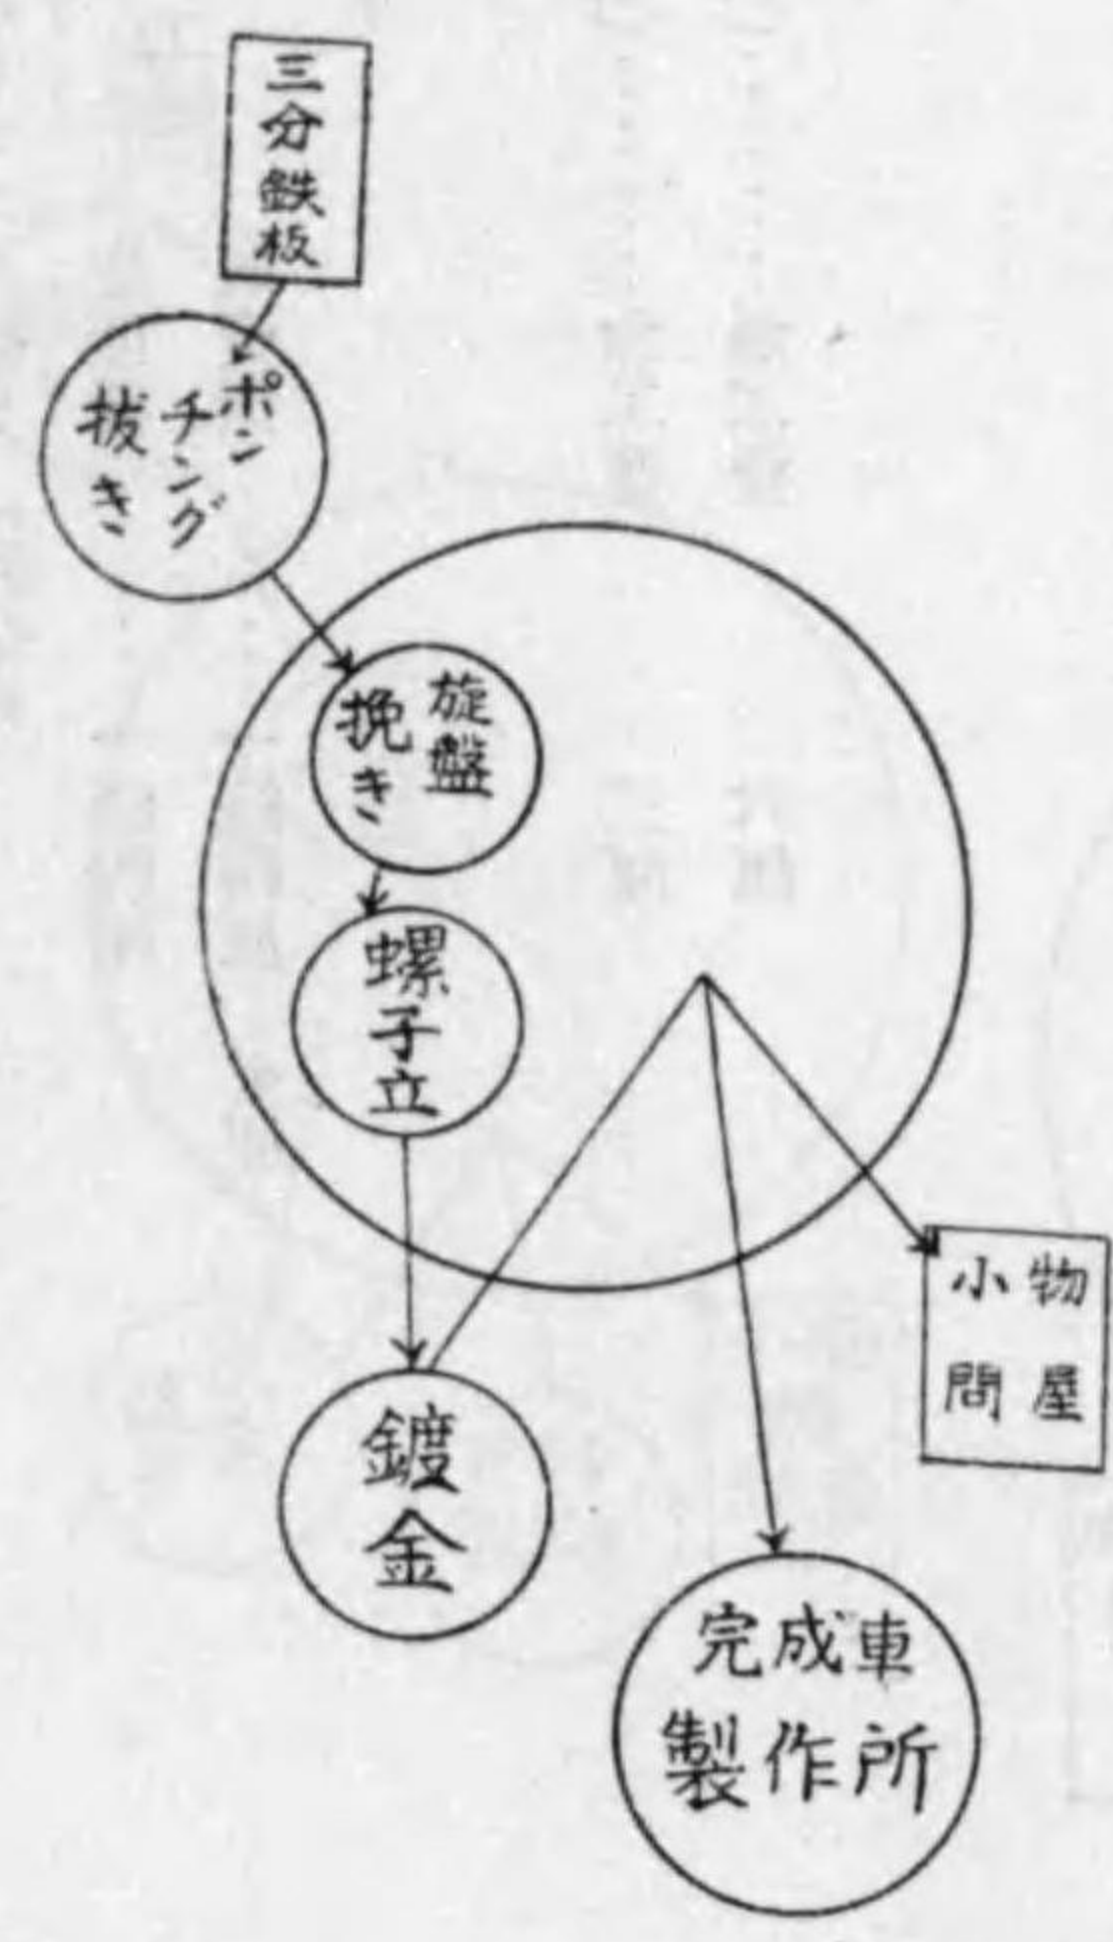 三分鉄板
ポン
チング
抜き
旋盤
挽き
螺子立
鍍金
小物
問屋
完成車
製作所